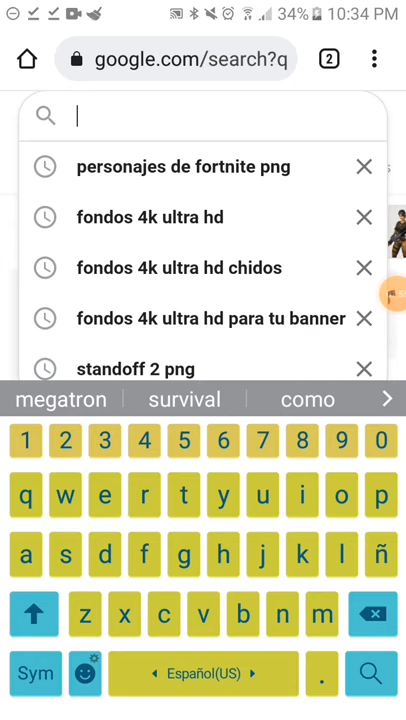 34% 10:34 PM
google.com/search?q 2
personajes de fortnite png
fondos 4k ultra hd
fondos 4k ultra hd chidos
fondos 4k ultra hd para tu banner
standoff 2 png
megatron survival como
1 2 3 4 5 6 7 8 9 0
q w e r t y u i o p
a s d f g h j k l ñ
z x c v b n m
Sym Español(US) .